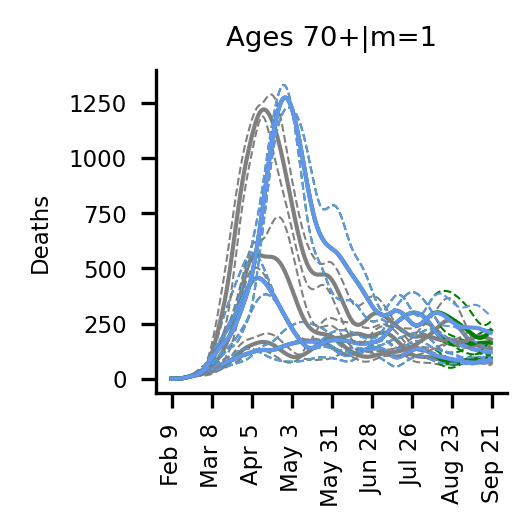 Ages 70+|m=1
Deaths
1250
1000
750
500
250
0
Feb 9
Mar 8
Apr 5
May 3
May 31
Jun 28
Jul 26
Aug 23
Sep 21